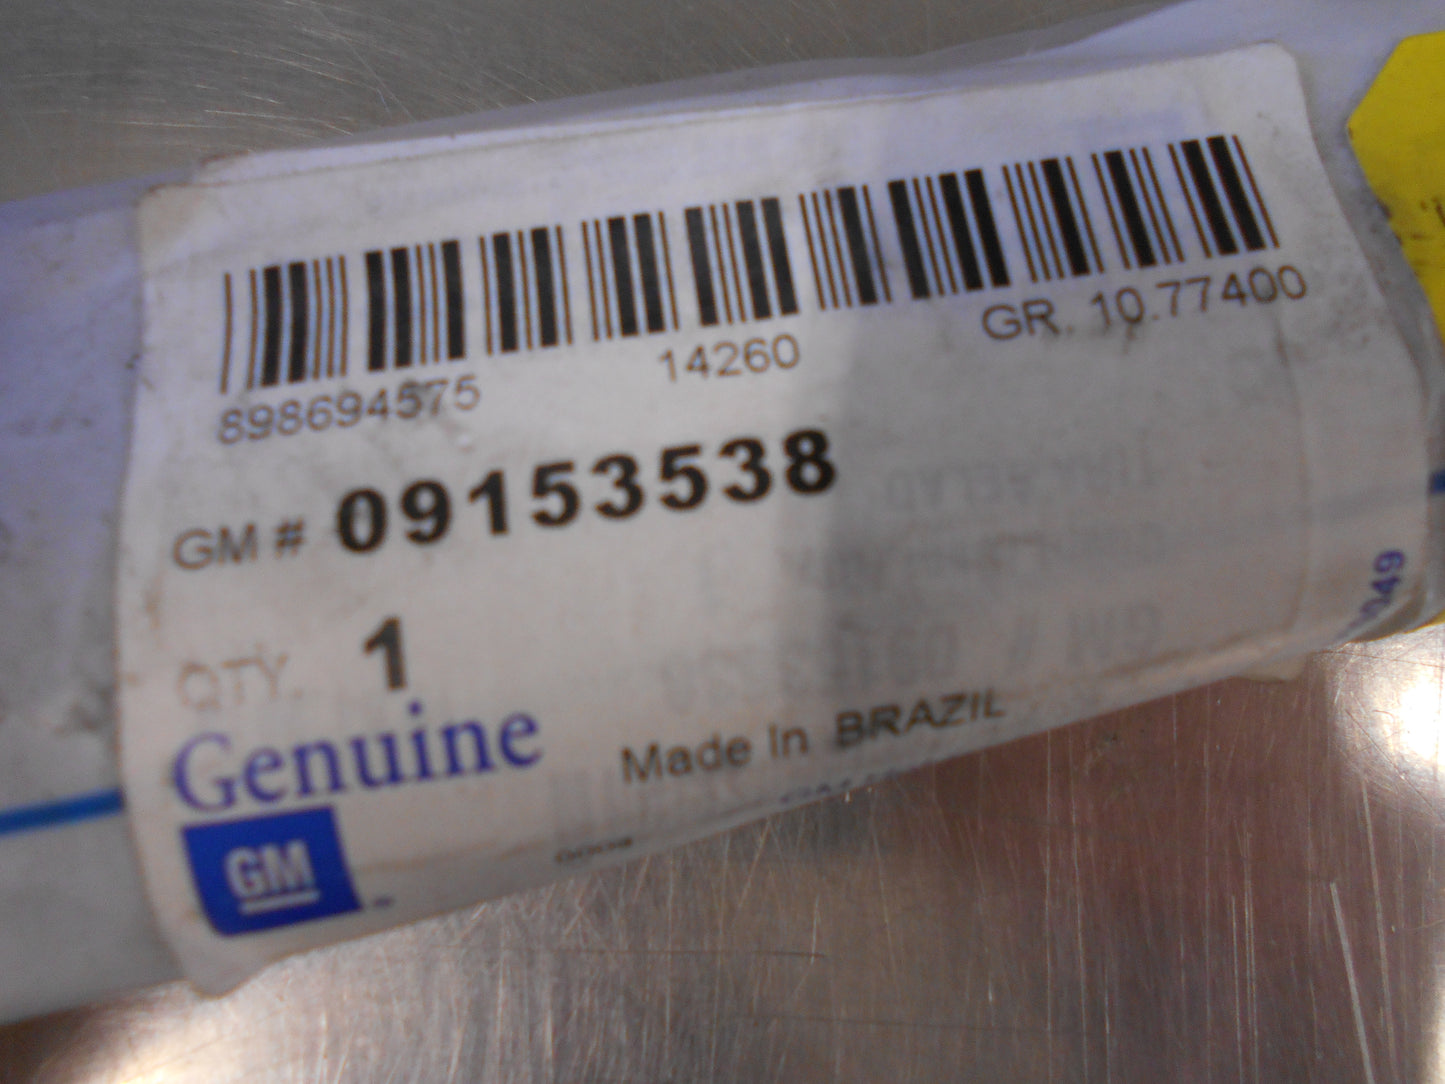 898694575 14260 GR. 10.77400
GM # 09153538
QTY. 1
Genuine
Made In BRAZIL
GM